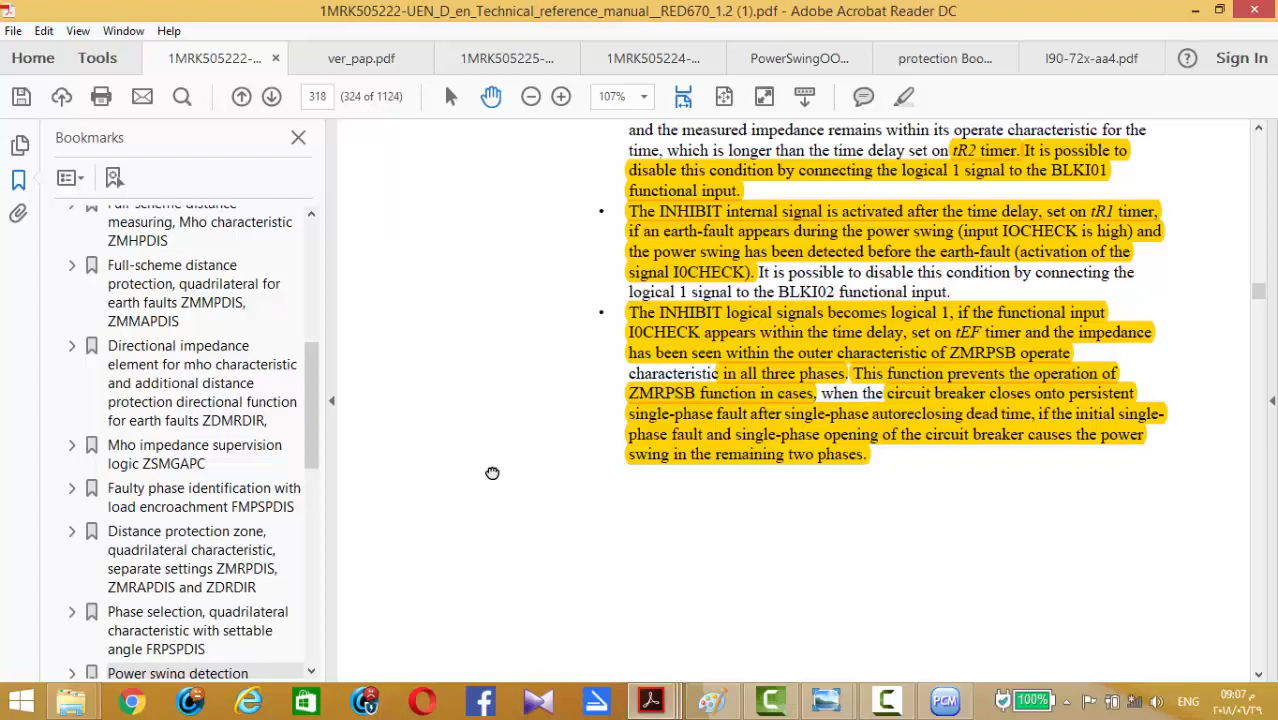 1MRK505222-UEN_D_en_Technical_reference_manual__RED670_1.2 (1).pdf - Adobe Acrobat Reader DC
File Edit View Window Help
Home Tools 1MRK505222-... × ver_pap.pdf 1MRK505225-... 1MRK505224-... PowerSwingOO... protection Boo... l90-72x-aa4.pdf Sign In
318 (324 of 1124) 107%
Bookmarks
Full-scheme distance
measuring, Mho characteristic
ZMHPDIS
Full-scheme distance
protection, quadrilateral for
earth faults ZMMPDIS,
ZMMAPDIS
Directional impedance
element for mho characteristic
and additional distance
protection directional function
for earth faults ZDMRDIR,
Mho impedance supervision
logic ZSMGAPC
Faulty phase identification with
load encroachment FMPSPDIS
Distance protection zone,
quadrilateral characteristic,
separate settings ZMRPDIS,
ZMRAPDIS and ZDRDIR
Phase selection, quadrilateral
characteristic with settable
angle FRPSPDIS
Power swing detection
and the measured impedance remains within its operate characteristic for the
time, which is longer than the time delay set on tR2 timer. It is possible to
disable this condition by connecting the logical 1 signal to the BLKI01
functional input.
• The INHIBIT internal signal is activated after the time delay, set on tR1 timer,
if an earth-fault appears during the power swing (input IOCHECK is high) and
the power swing has been detected before the earth-fault (activation of the
signal I0CHECK). It is possible to disable this condition by connecting the
logical 1 signal to the BLKI02 functional input.
• The INHIBIT logical signals becomes logical 1, if the functional input
I0CHECK appears within the time delay, set on tEF timer and the impedance
has been seen within the outer characteristic of ZMRPSB operate
characteristic in all three phases. This function prevents the operation of
ZMRPSB function in cases, when the circuit breaker closes onto persistent
single-phase fault after single-phase autoreclosing dead time, if the initial single-
phase fault and single-phase opening of the circuit breaker causes the power
swing in the remaining two phases.
PCM 100% ENG
09:07 م